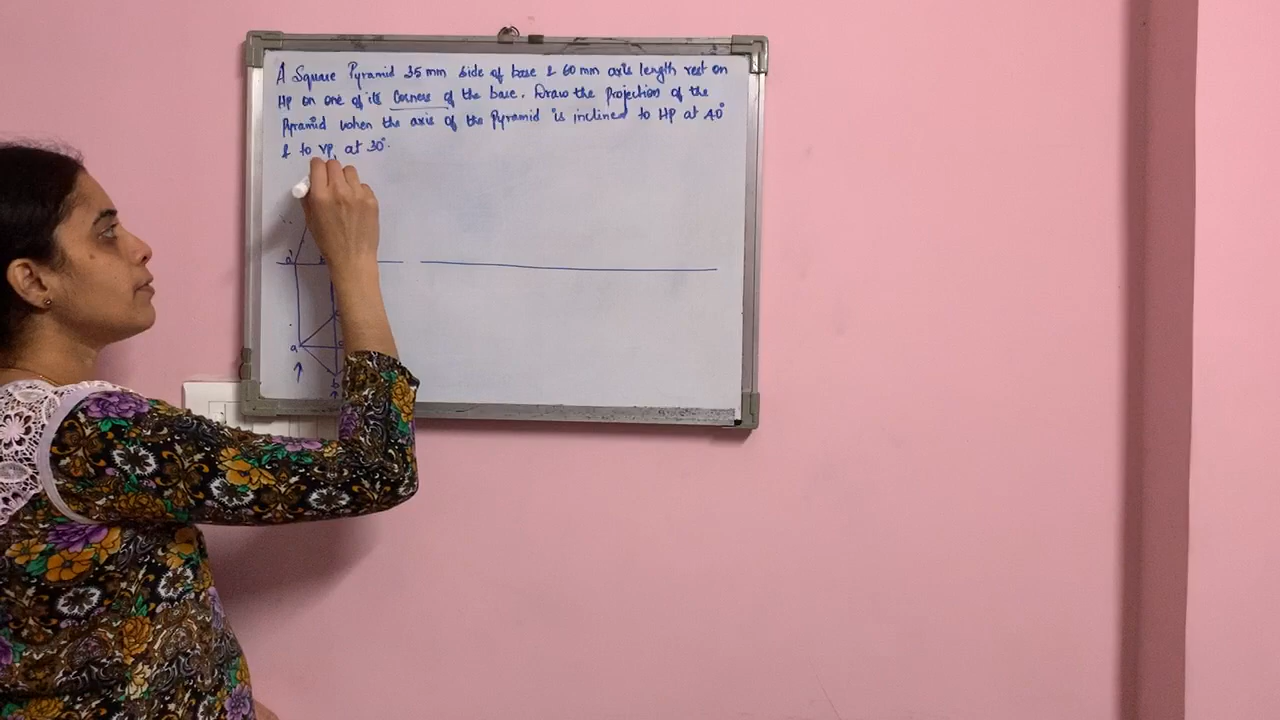 A Square Pyramid 35 mm side of base & 60 mm axis length rest on
HP on one of its Corners of the base. Draw the projection of the
Pyramid when the axis of the Pyramid is inclined to HP at 40°
& to VP at 30°.
a'
a
b